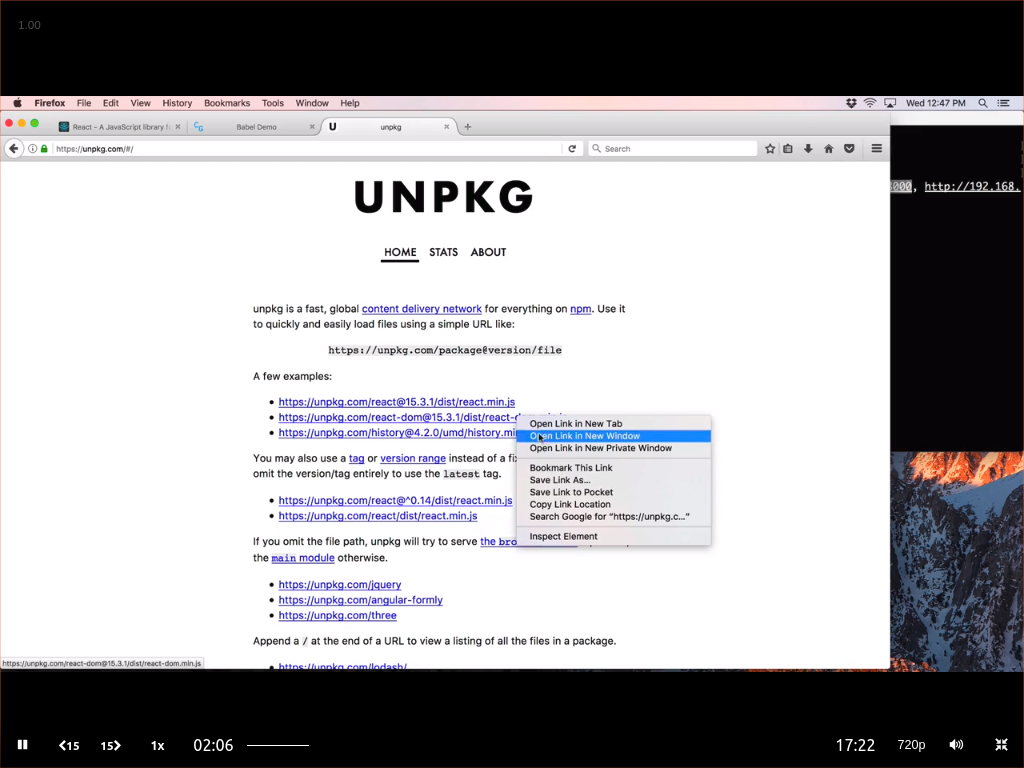 1.00
Firefox File Edit View History Bookmarks Tools Window Help Wed 12:47 PM
React – A JavaScript library f Babel Demo U unpkg
https://unpkg.com/#/ Search
000, http://192.168.
UNPKG
HOME STATS ABOUT
unpkg is a fast, global content delivery network for everything on npm. Use it
to quickly and easily load files using a simple URL like:
https://unpkg.com/package@version/file
A few examples:
• https://unpkg.com/react@15.3.1/dist/react.min.js
• https://unpkg.com/react-dom@15.3.1/dist/react-
• https://unpkg.com/history@4.2.0/umd/history.mi
Open Link in New Tab
Open Link in New Window
Open Link in New Private Window
Bookmark This Link
Save Link As...
Save Link to Pocket
Copy Link Location
Search Google for “https://unpkg.c...”
Inspect Element
You may also use a tag or version range instead of a fi
omit the version/tag entirely to use the latest tag.
• https://unpkg.com/react@^0.14/dist/react.min.js
• https://unpkg.com/react/dist/react.min.js
If you omit the file path, unpkg will try to serve the bro
the main module otherwise.
• https://unpkg.com/jquery
• https://unpkg.com/angular-formly
• https://unpkg.com/three
Append a / at the end of a URL to view a listing of all the files in a package.
• https://unpkg.com/lodash/
https://unpkg.com/react-dom@15.3.1/dist/react-dom.min.js
15 15 1x 02:06 17:22 720p